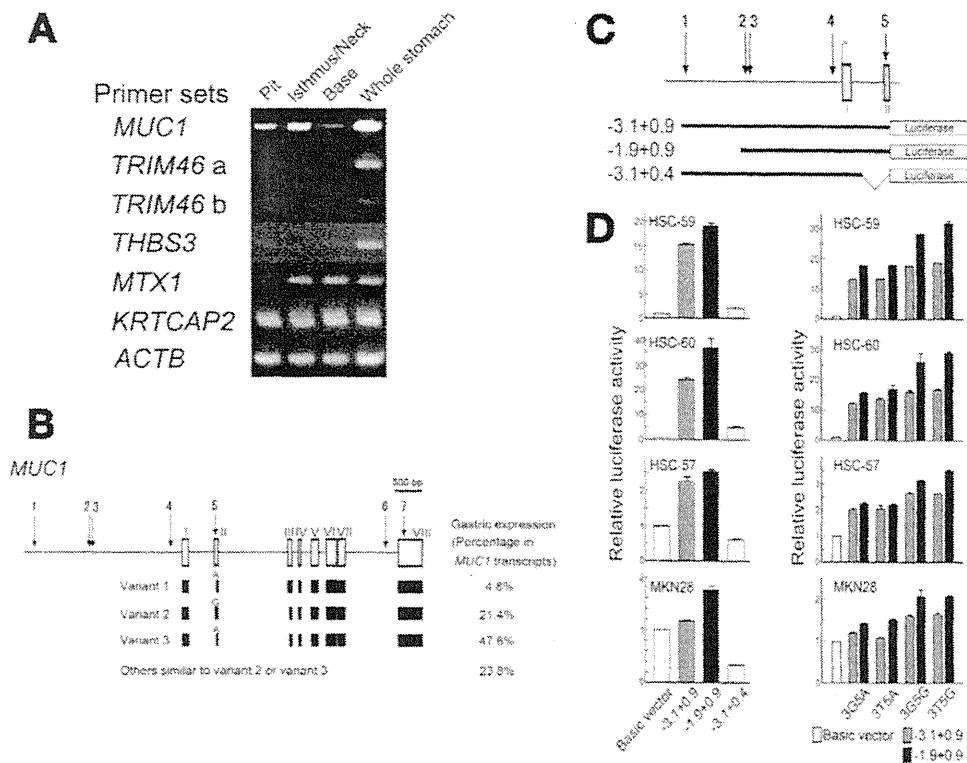 A
Primer sets
Pit
Isthmus/Neck
Base
Whole stomach
MUC1
TRIM46 a
TRIM46 b
THBS3
MTX1
KRTCAP2
ACTB
B
MUC1
1 2 3 4 5 6 7
500 bp
I II III IV V VI VII VIII
Gastric expression
(Percentage in
MUC1 transcripts)
Variant 1 A 4.8%
Variant 2 G 21.4%
Variant 3 A 47.6%
Others similar to variant 2 or variant 3 23.8%
C
1 2 3 4 5
I II
-3.1+0.9 Luciferase
-1.9+0.9 Luciferase
-3.1+0.4 Luciferase
D
Relative luciferase activity
HSC-59
HSC-60
HSC-57
MKN28
Basic vector
-3.1+0.9
-1.9+0.9
-3.1+0.4
Relative luciferase activity
HSC-59
HSC-60
HSC-57
MKN28
3G5A
3T5A
3G5G
3T5G
Basic vector
-3.1+0.9
-1.9+0.9